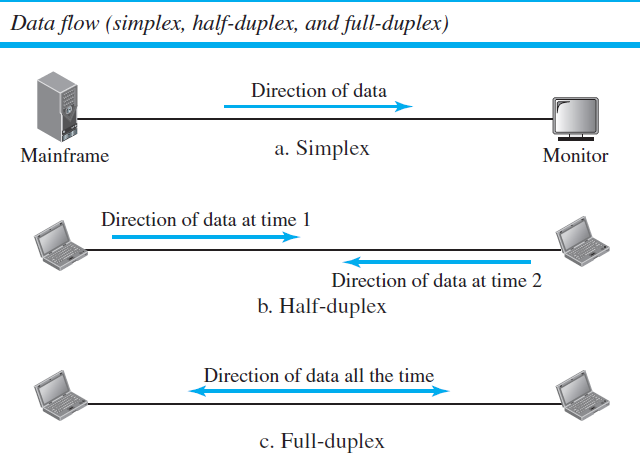 Data flow (simplex, half-duplex, and full-duplex)
Direction of data
Mainframe
a. Simplex
Monitor
Direction of data at time 1
Direction of data at time 2
b. Half-duplex
Direction of data all the time
c. Full-duplex